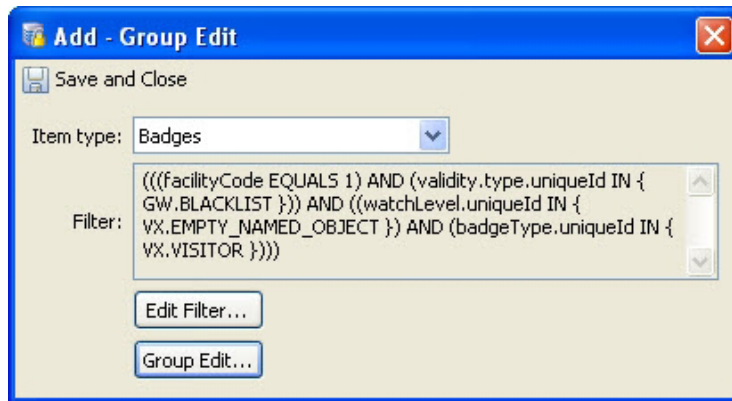 Add - Group Edit
Save and Close
Item type: Badges
Filter: (((facilityCode EQUALS 1) AND (validity.type.uniqueId IN {
GW.BLACKLIST })) AND ((watchLevel.uniqueId IN {
VX.EMPTY_NAMED_OBJECT }) AND (badgeType.uniqueId IN {
VX.VISITOR })))
Edit Filter...
Group Edit...